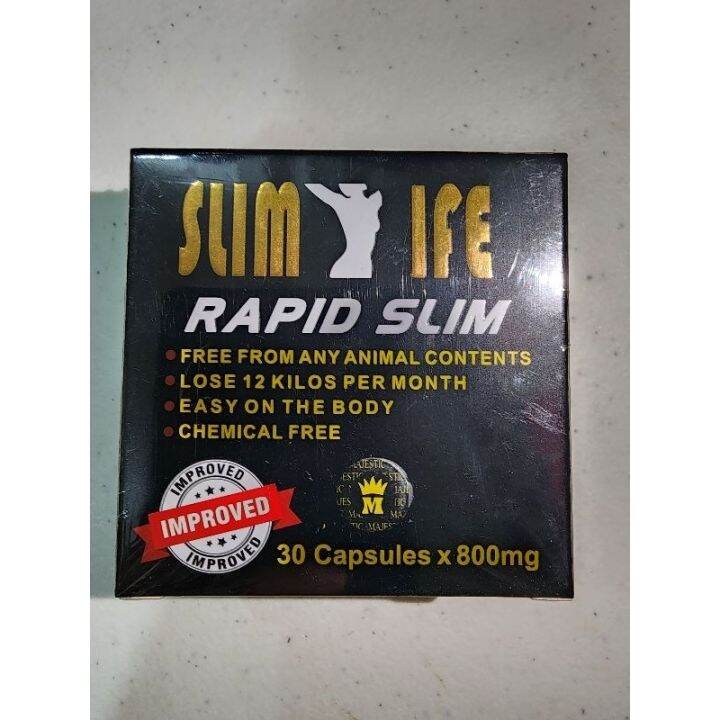 SLIM IFE
RAPID SLIM
FREE FROM ANY ANIMAL CONTENTS
LOSE 12 KILOS PER MONTH
EASY ON THE BODY
CHEMICAL FREE
IMPROVED
IMPROVED
IMPROVED
MAJESTIC
M
30 Capsules x 800mg